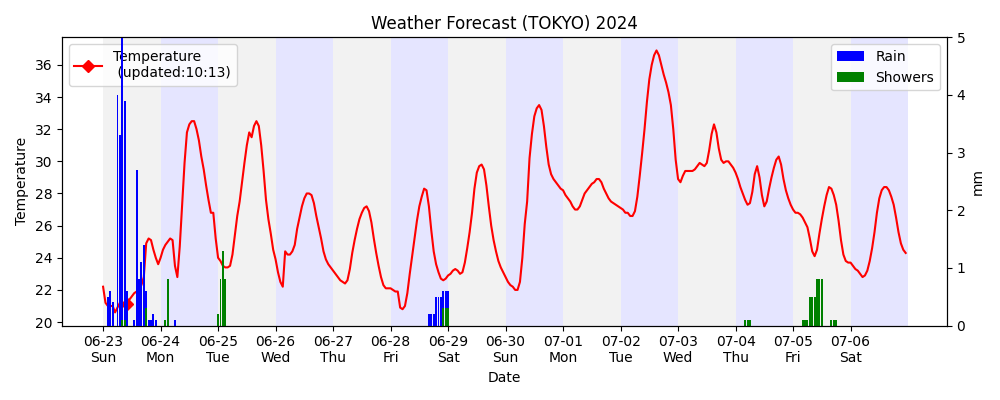 Weather Forecast (TOKYO) 2024
Temperature
(updated:10:13)
Rain
Showers
36
34
32
30
28
26
24
22
20
Temperature
5
4
3
2
1
0
mm
06-23 06-24 06-25 06-26 06-27 06-28 06-29 06-30 07-01 07-02 07-03 07-04 07-05 07-06
Sun Mon Tue Wed Thu Fri Sat Sun Mon Tue Wed Thu Fri Sat
Date